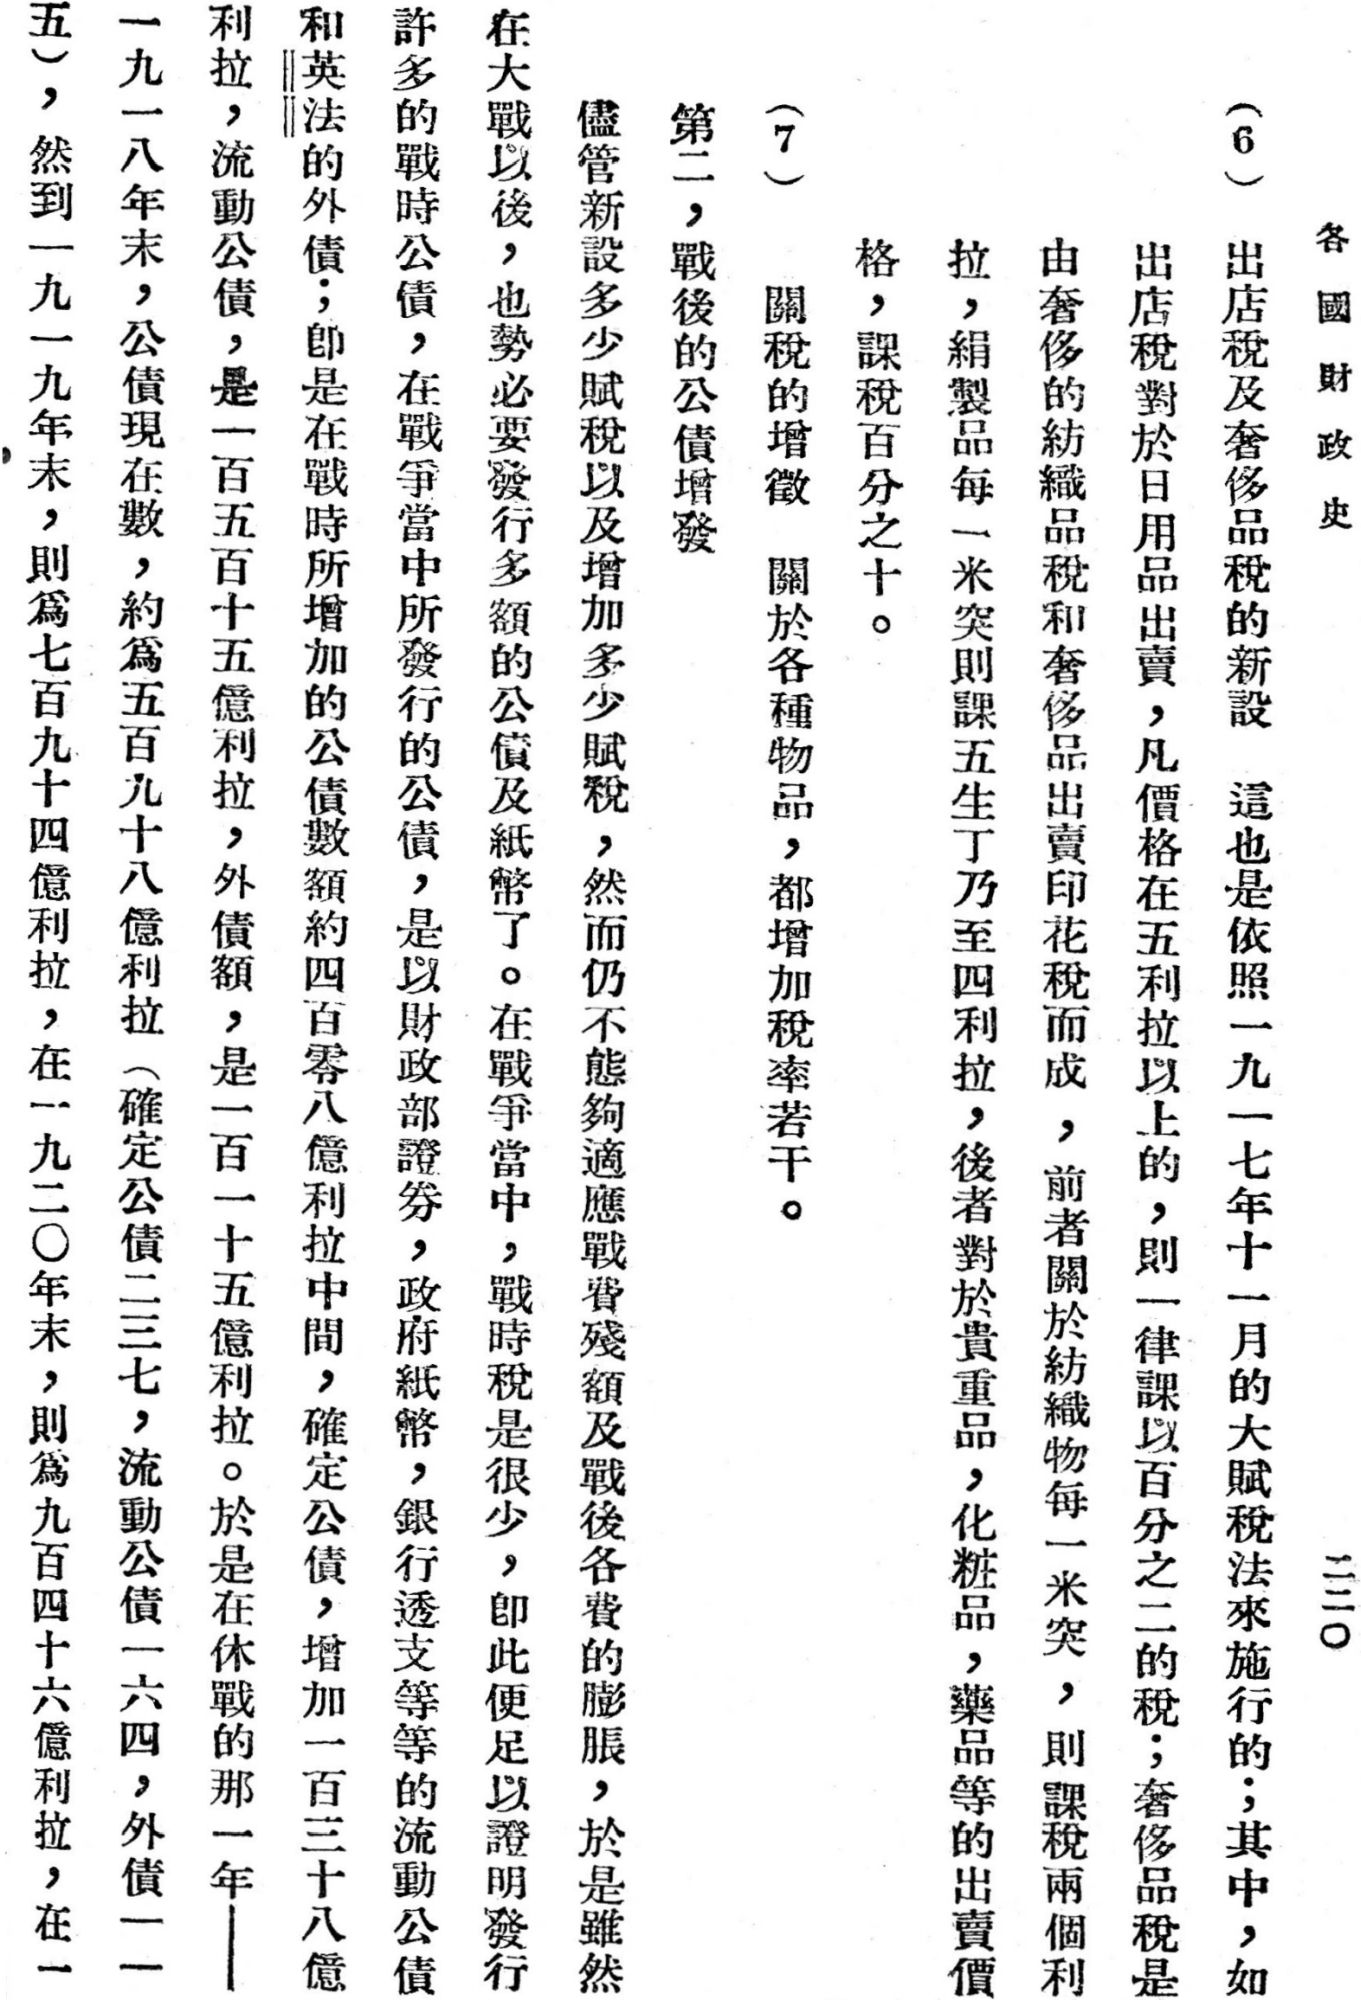 各國財政史
二二〇
(6) 出店稅及奢侈品稅的新設 這也是依照一九一七年十一月的大賦稅法來施行的；其中，如
出店稅對於日用品出賣，凡價格在五利拉以上的，則一律課以百分之二的稅；奢侈品稅是
由奢侈的紡織品稅和奢侈品出賣印花稅而成，前者關於紡織物每一米突，則課稅兩個利
拉，絹製品每一米突則課五生丁乃至四利拉，後者對於貴重品，化粧品，藥品等的出賣價
格，課稅百分之十。
(7) 關稅的增徵 關於各種物品，都增加稅率若干。
第二，戰後的公債增發
儘管新設多少賦稅以及增加多少賦稅，然而仍不態夠適應戰費殘額及戰後各費的膨脹，於是雖然
在大戰以後，也勢必要發行多額的公債及紙幣了。在戰爭當中，戰時稅是很少，卽此便足以證明發行
許多的戰時公債，在戰爭當中所發行的公債，是以財政部證券，政府紙幣，銀行透支等等的流動公債
和英法的外債；卽是在戰時所增加的公債數額約四百零八億利拉中間，確定公債，增加一百三十八億
利拉，流動公債，是一百五百十五億利拉，外債額，是一百一十五億利拉。於是在休戰的那一年——
一九一八年末，公債現在數，約爲五百九十八億利拉（確定公債二三七，流動公債一六四，外債一一
五），然到一九一九年末，則爲七百九十四億利拉，在一九二〇年末，則爲九百四十六億利拉，在一